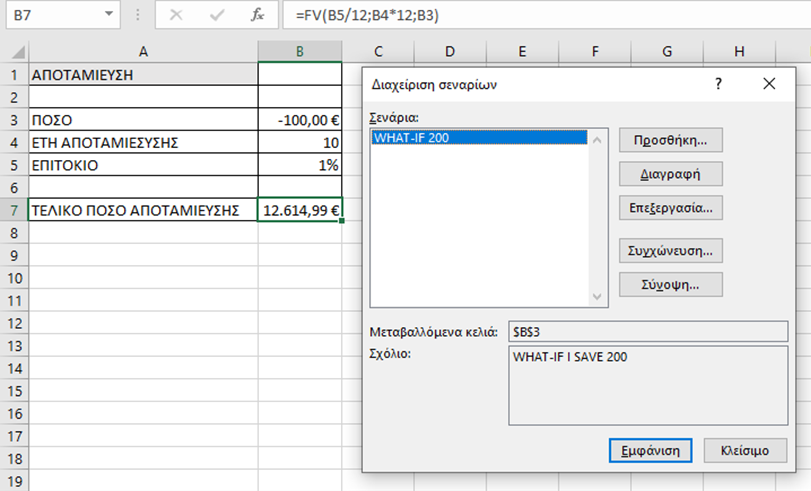 B7 fx =FV(B5/12;B4*12;B3)
A B C D E F G H
1 ΑΠΟΤΑΜΙΕΥΣΗ
2
3 ΠΟΣΟ -100,00 €
4 ΕΤΗ ΑΠΟΤΑΜΙΕΣΥΣΗΣ 10
5 ΕΠΙΤΟΚΙΟ 1%
6
7 ΤΕΛΙΚΟ ΠΟΣΟ ΑΠΟΤΑΜΙΕΥΣΗΣ 12.614,99 €
8
9
10
11
12
13
14
15
16
17
18
19
Διαχείριση σεναρίων ?
Σενάρια:
WHAT-IF 200
Προσθήκη...
Διαγραφή
Επεξεργασία...
Συγχώνευση...
Σύνοψη...
Μεταβαλλόμενα κελιά: $B$3
Σχόλιο: WHAT-IF I SAVE 200
Εμφάνιση Κλείσιμο